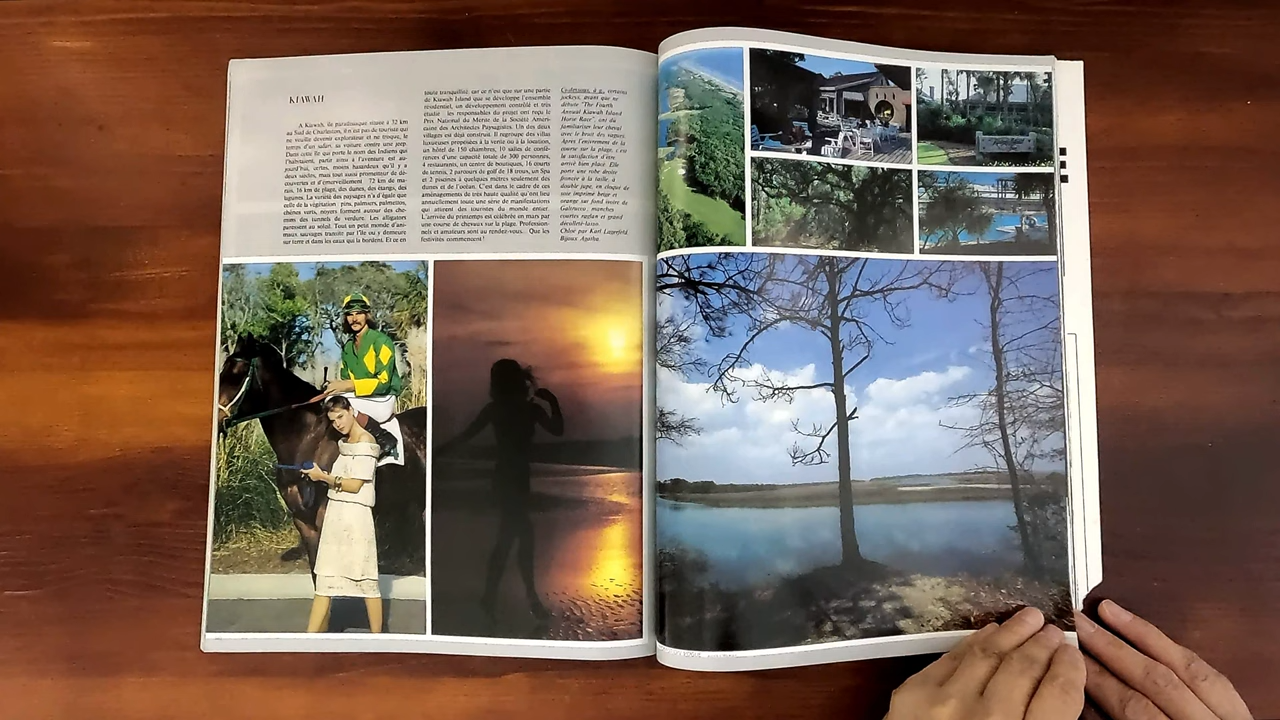 KIAWAH
A Kiawah, île paradisiaque située à 32 km
au Sud de Charleston, il n'est pas de touriste qui
ne veuille devenir explorateur et ne troque, le
temps d'un safari, sa voiture contre une jeep.
Dans cette île qui porte le nom des Indiens qui
l'habitaient, partir ainsi à l'aventure est au-
jourd'hui, certes, moins hasardeux qu'il y a
deux siècles, mais tout aussi prometteur de dé-
couvertes et d'émerveillement : 72 km de ma-
rais, 16 km de plage, des dunes, des étangs, des
lagunes. La variété des paysages n'a d'égale que
celle de la végétation : pins, palmiers, palmettos,
chênes verts, noyers forment autour des che-
mins des tunnels de verdure. Les alligators
paressent au soleil. Tout un petit monde d'ani-
maux sauvages transite par l'île ou y demeure
sur terre et dans les eaux qui la bordent. Et ce en
toute tranquillité, car ce n'est que sur une partie
de Kiawah Island que se développe l'ensemble
résidentiel, un développement contrôlé et très
étudié : les responsables du projet ont reçu le
Prix National du Mérite de la Société Améri-
caine des Architectes Paysagistes. Un des deux
villages est déjà construit. Il regroupe des villas
luxueuses proposées à la vente ou à la location,
un hôtel de 150 chambres, 10 salles de confé-
rences d'une capacité totale de 300 personnes,
4 restaurants, un centre de boutiques, 16 courts
de tennis, 2 parcours de golf de 18 trous, un Spa
et 2 piscines à quelques mètres seulement des
dunes et de l'océan. C'est dans le cadre de ces
aménagements de très haute qualité qu'ont lieu
annuellement toute une série de manifestations
qui attirent des touristes du monde entier.
L'arrivée du printemps est célébrée en mars par
une course de chevaux sur la plage. Profession-
nels et amateurs sont au rendez-vous... Que les
festivités commencent !
Ci-dessous, à g., certains
jockeys, avant que ne
débute "The Fourth
Annual Kiawah Island
Horse Race", ont dû
familiariser leur cheval
avec le bruit des vagues.
Après l'énervement de la
course sur la plage, c'est
la satisfaction d'être
arrivé bien placé. Elle
porte une robe droite
froncée à la taille, à
double jupe, en cloque de
soie imprimé beige et
orange sur fond ivoire de
manches
courtes raglan et grand
décolleté
Chloé par Karl Lagerfeld.
Bijoux Agatha.